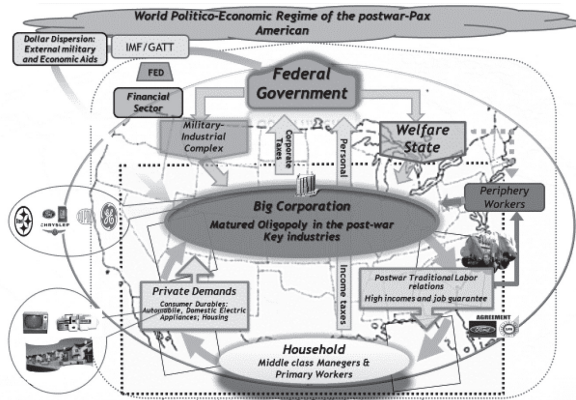 World Politico-Economic Regime of the postwar-Pax
American
Dollar Dispersion:
External military
and Economic Aids
IMF/GATT
FED
Financial
Sector
Federal
Government
Military-
Industrial
Complex
Corporate
Taxes
Personal
Income taxes
Welfare
State
Periphery
Workers
Big Corporation
Matured Oligopoly in the post-war
Key industries
CHRYSLER
Private Demands
Consumer Durables:
Automobile, Domestic Electric
Appliances; Housing
Postwar Traditional Labor
relations
High incomes and job guarantee
AGREEMENT
Household
Middle class Manegers &
Primary Workers